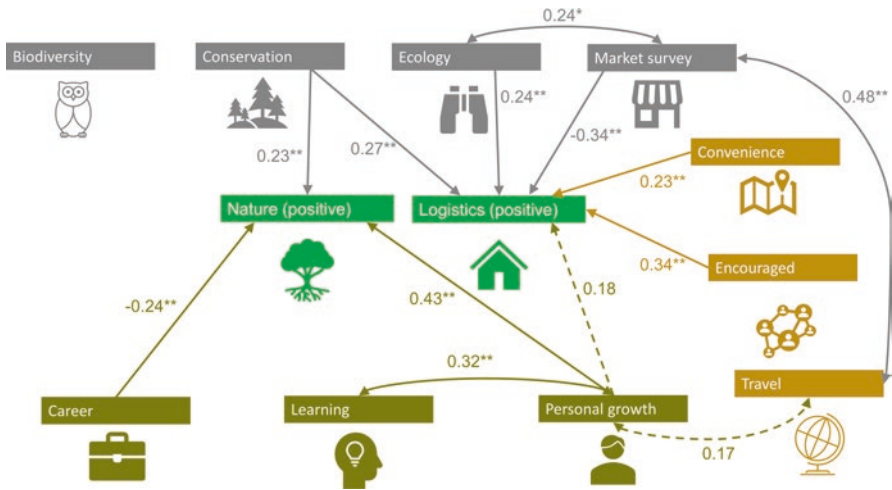 0.24*
Biodiversity
Conservation
Ecology
Market survey
0.24**
-0.34**
0.48**
0.23**
0.27**
Convenience
0.23**
Nature (positive)
Logistics (positive)
0.34**
Encouraged
0.18
-0.24**
0.43**
0.32**
Travel
Career
Learning
Personal growth
0.17